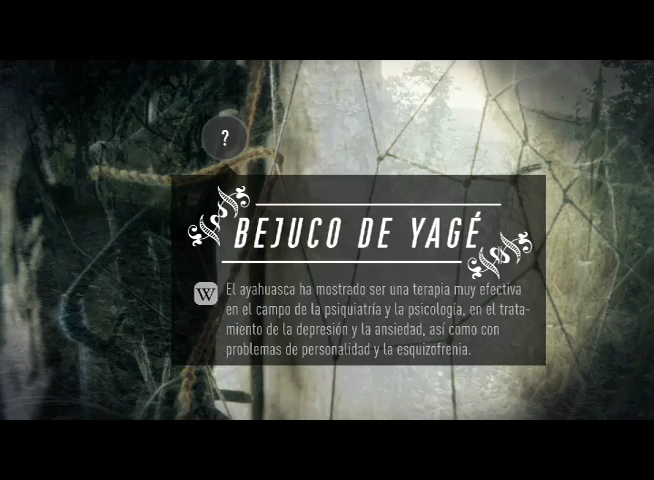 ?
BEJUCO DE YAGÉ
W
El ayahuasca ha mostrado ser una terapia muy efectiva
en el campo de la psiquiatría y la psicología, en el trata-
miento de la depresión y la ansiedad, así como con
problemas de personalidad y la esquizofrenia.